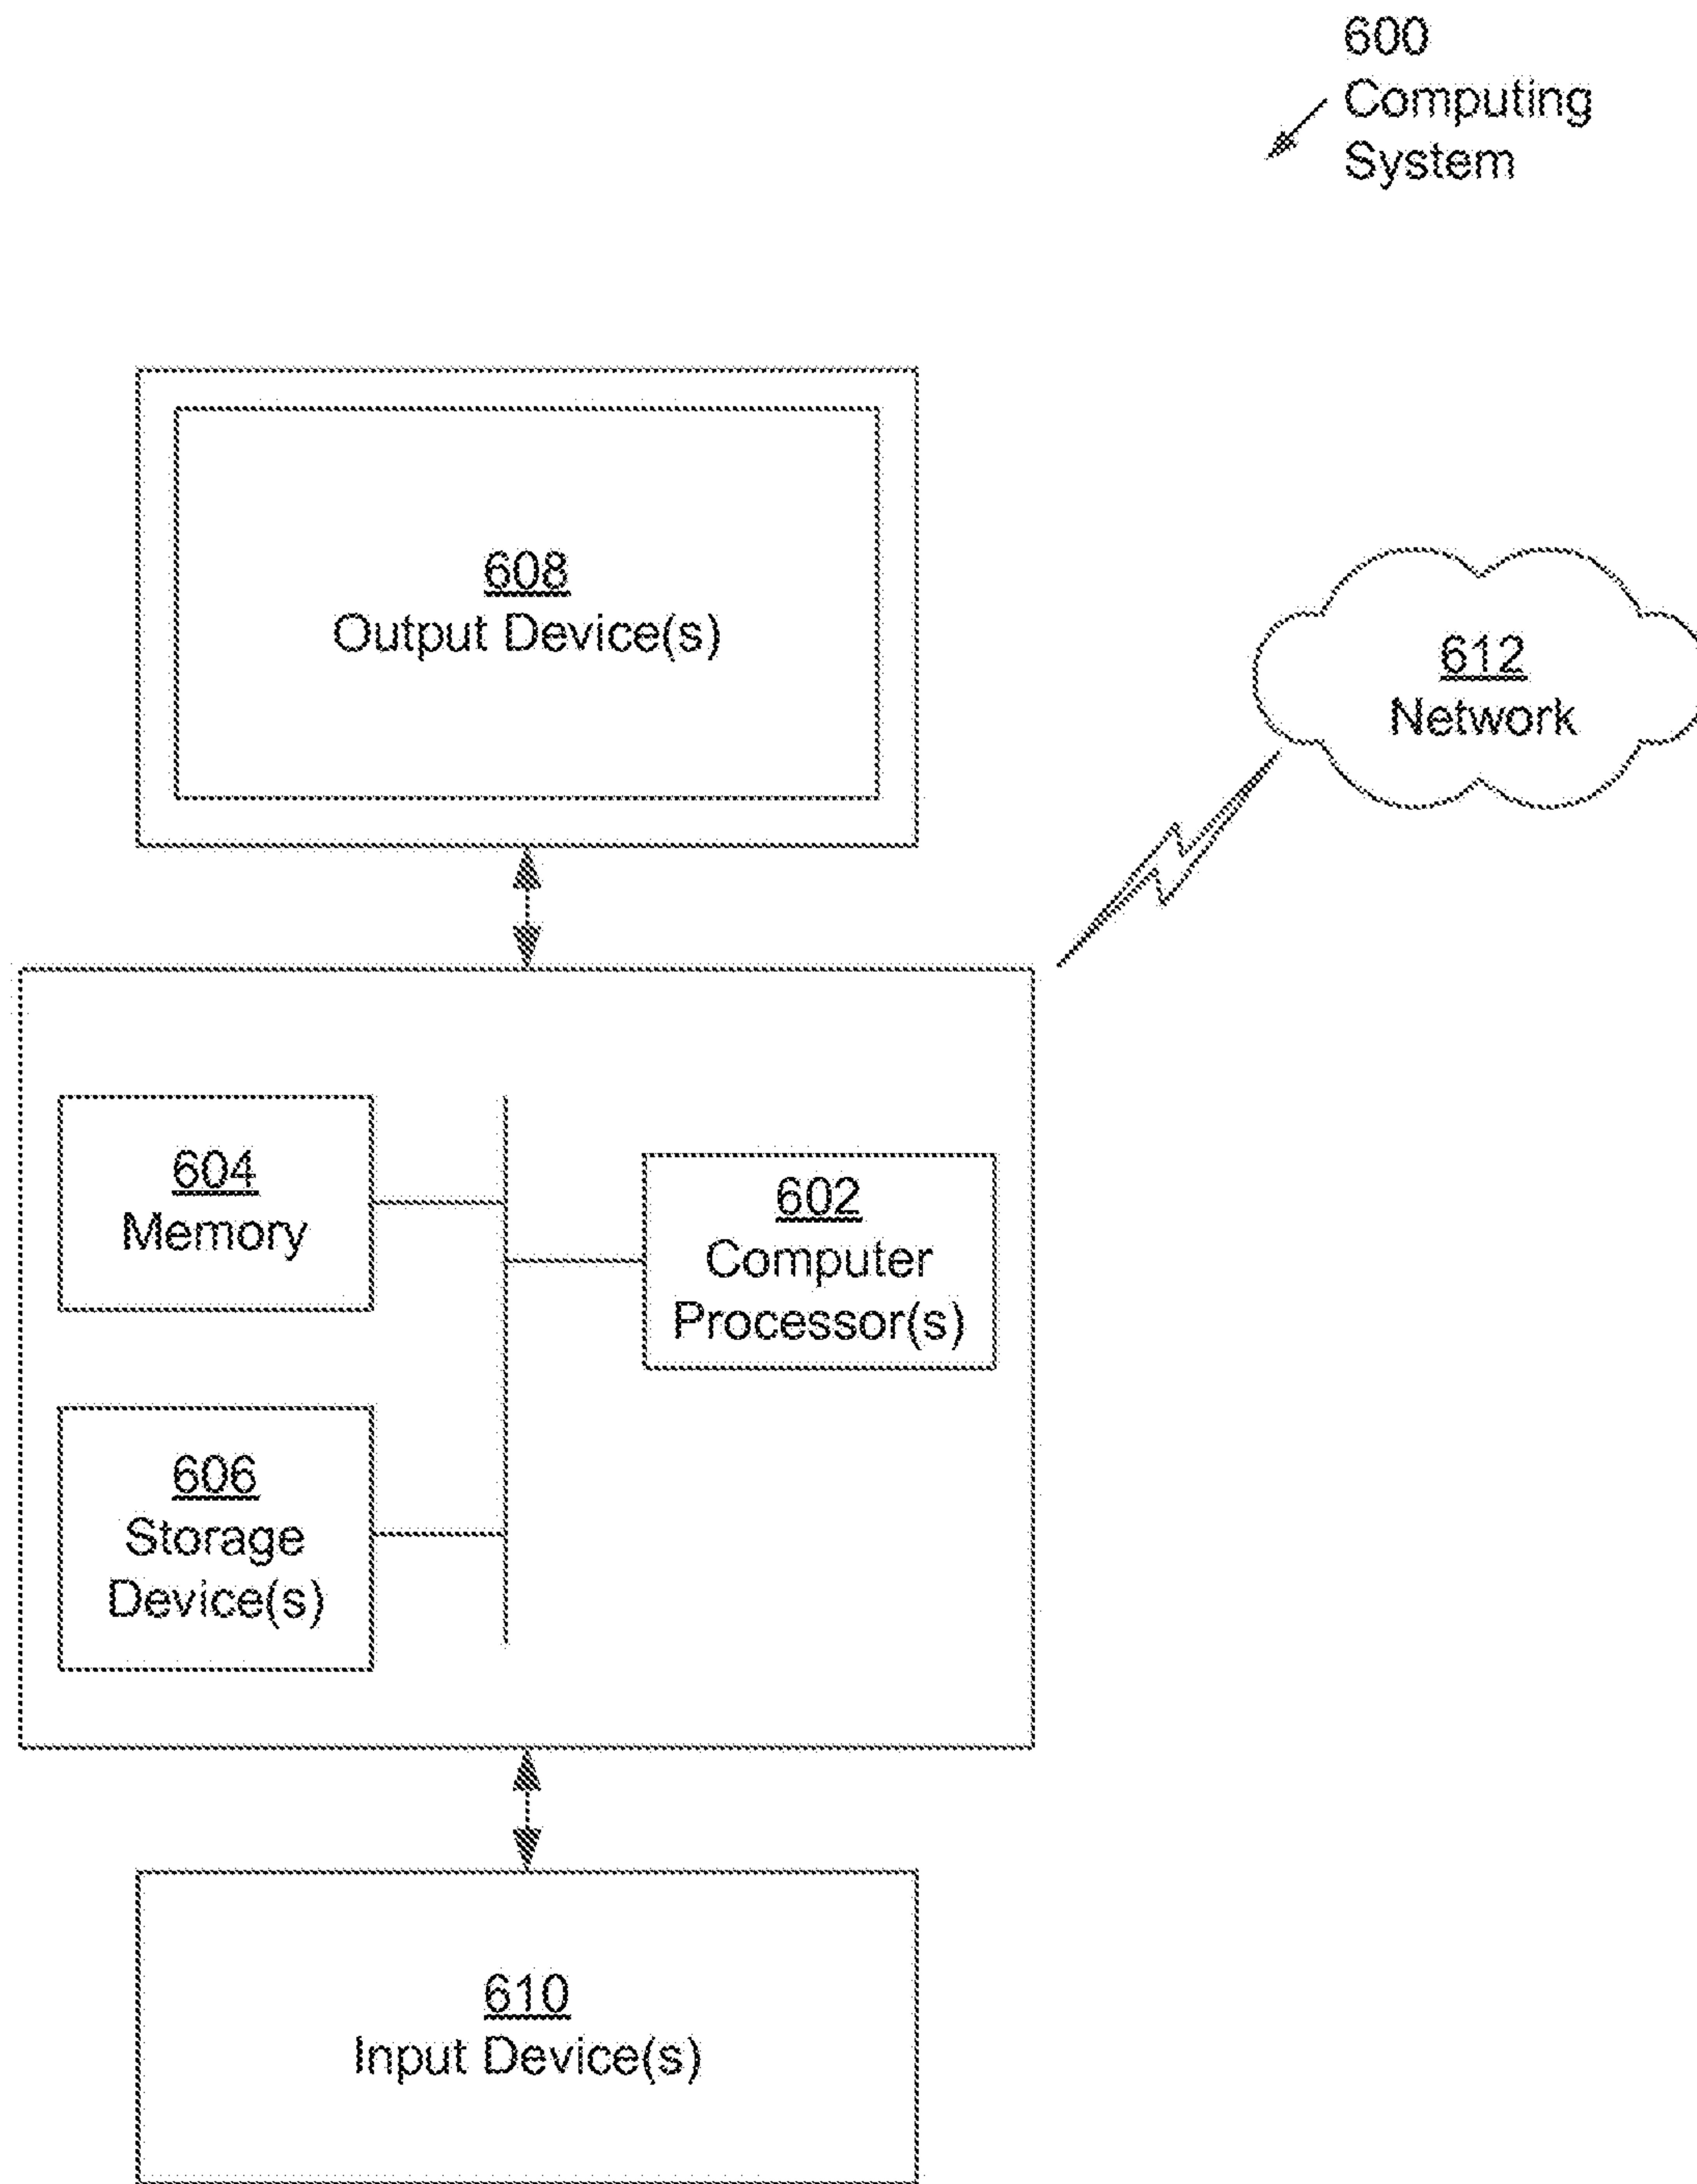 600
Computing
System
608
Output Device(s)
612
Network
604
Memory
602
Computer
Processor(s)
606
Storage
Device(s)
610
Input Device(s)